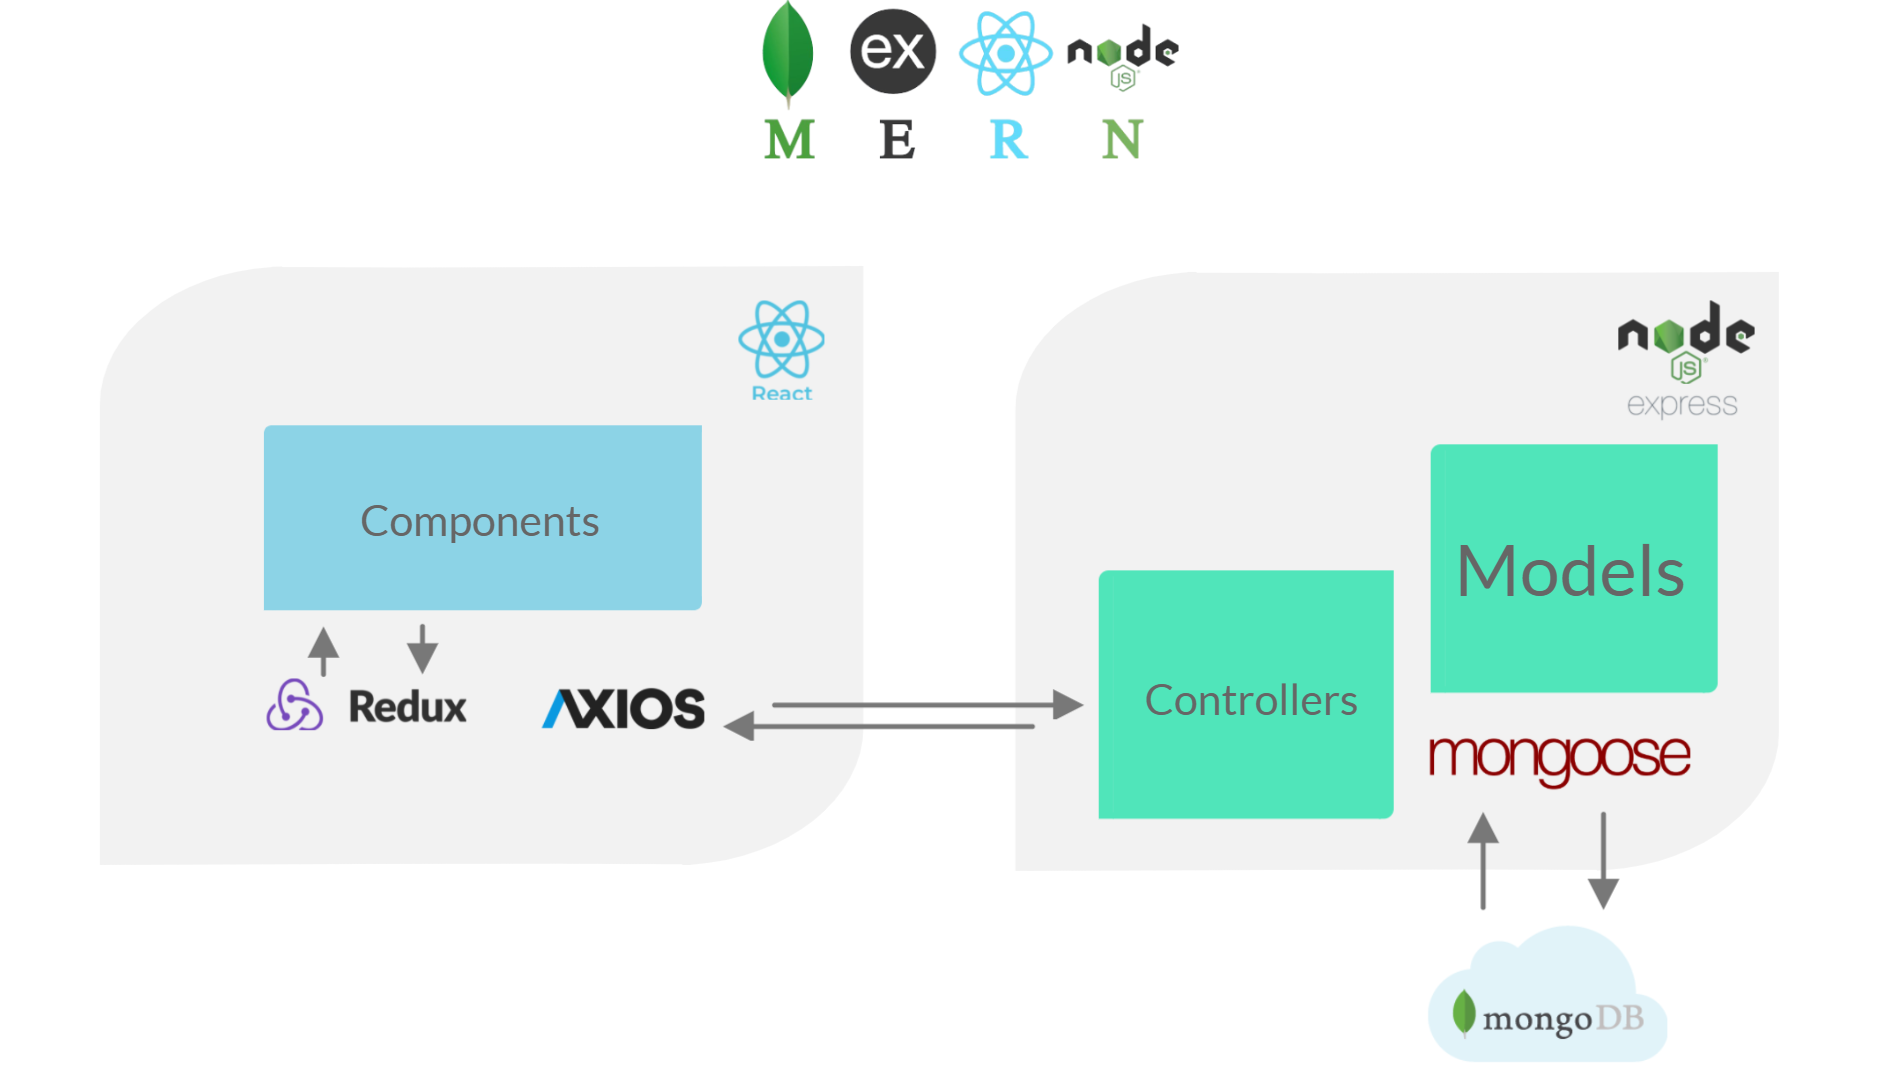 ex
node
JS
M E R N
React
node
JS
express
Components
Models
Controllers
Redux
AXIOS
mongoose
mongoDB